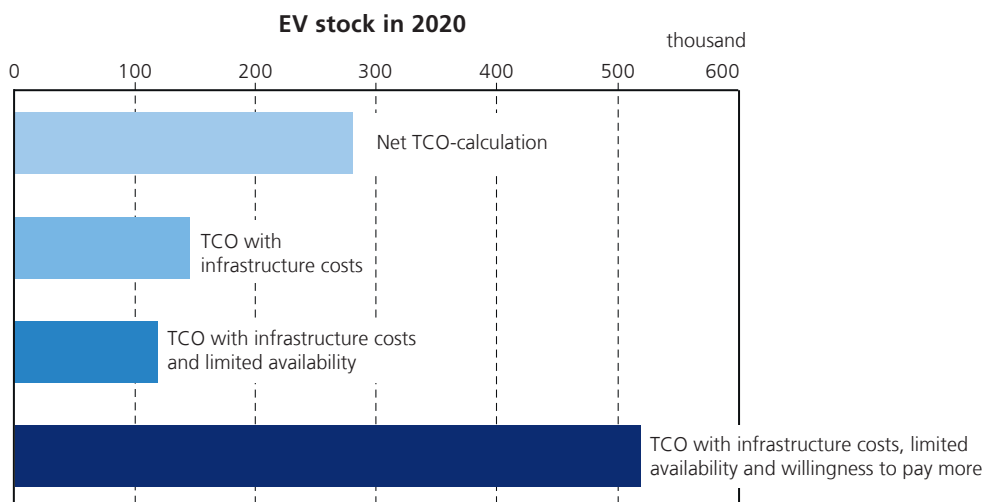 EV stock in 2020
thousand
0 100 200 300 400 500 600
Net TCO-calculation
TCO with
infrastructure costs
TCO with infrastructure costs
and limited availability
TCO with infrastructure costs, limited
availability and willingness to pay more